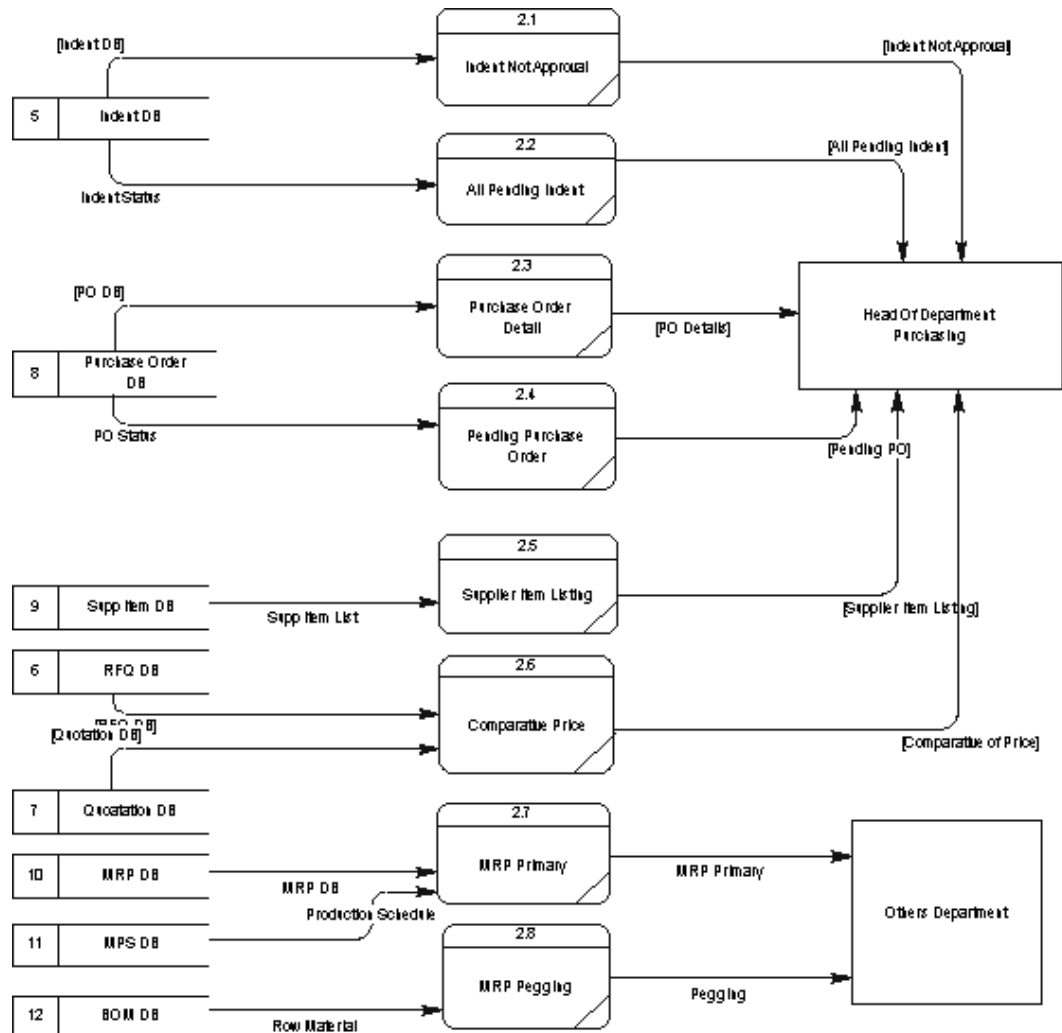 2.1
[Indent DB]
[Indent Not Approual]
Indent Not Approual
5
Indent DB
2.2
[All Pending Indent]
All Pending Indent
Indent Status
2.3
[PO DB]
Purchase Order
Detail
[PO Details]
Head Of Department
Purchasing
8
Purchase Order
DB
2.4
PO Status
Pending Purchase
Order
[Pending PO]
2.5
9
Supp Item DB
Supp Item List
Supplier Item Listing
[Supplier Item Listing]
6
RFQ DB
2.6
[Quotation DB]
Comparatiue Price
[Comparatiue of Price]
7
Quoatation DB
2.7
10
MRP DB
MRP DB
MRP Primary
MRP Primary
Production Schedule
Others Department
11
MPS DB
2.8
MRP Pegging
Pegging
12
BOM DB
Row Material